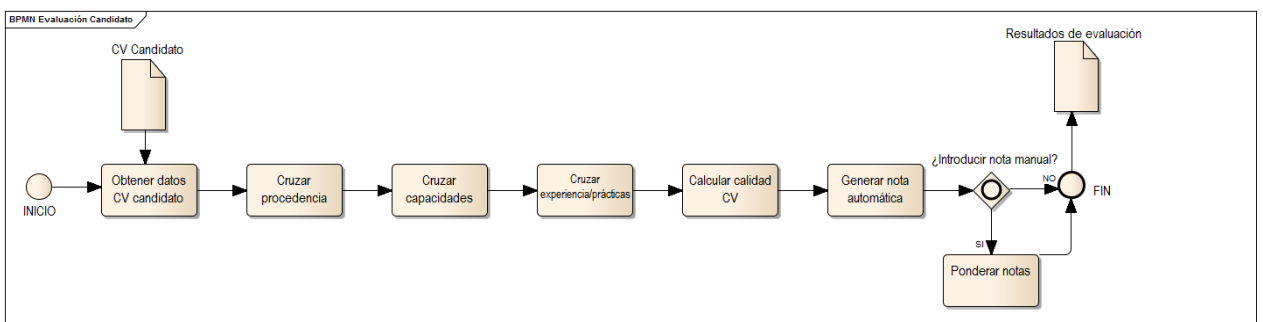 BPMN Evaluación Candidato
CV Candidato
Resultados de evaluación
INICIO
Obtener datos
CV candidato
Cruzar
procedencia
Cruzar
capacidades
Cruzar
experiencia/prácticas
Calcular calidad
CV
Generar nota
automática
¿Introducir nota manual?
NO
FIN
SI
Ponderar notas